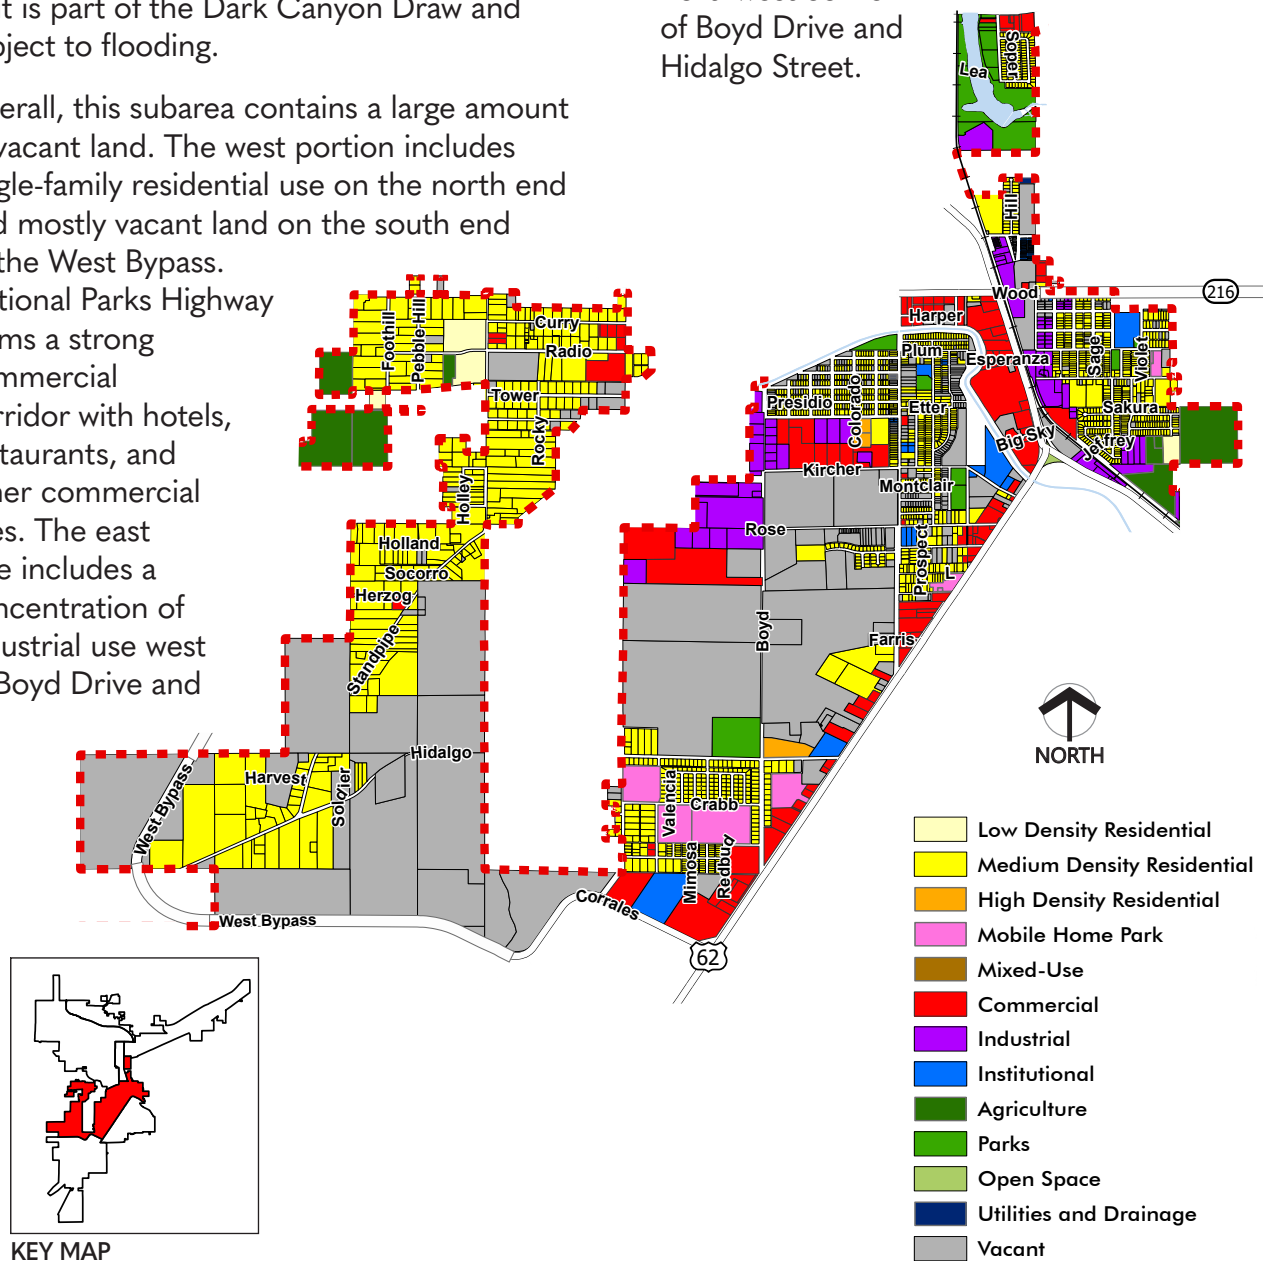 t is part of the Dark Canyon Draw and
ject to flooding.
erall, this subarea contains a large amount
vacant land. The west portion includes
gle-family residential use on the north end
d mostly vacant land on the south end
the West Bypass.
tional Parks Highway
ms a strong
mmercial
rridor with hotels,
taurants, and
her commercial
es. The east
e includes a
ncentration of
ustrial use west
Boyd Drive and
of Boyd Drive and
Hidalgo Street.
Lea
Soper
Hill
Wood
216
Harper
Plum
Esperanza
Sage
Violet
Presidio
Colorado
Etter
Sakura
Big Sky
Jeffrey
Kircher
Montclair
Rose
Prospect
L
Boyd
Farris
Foothill
Pebble Hill
Curry
Radio
Tower
Rocky
Holley
Holland
Socorro
Herzog
Standpipe
Hidalgo
Harvest
Soldier
West Bypass
West Bypass
Valencia
Crabb
Mimosa
Redbud
Corrales
62
NORTH
Low Density Residential
Medium Density Residential
High Density Residential
Mobile Home Park
Mixed-Use
Commercial
Industrial
Institutional
Agriculture
Parks
Open Space
Utilities and Drainage
Vacant
KEY MAP